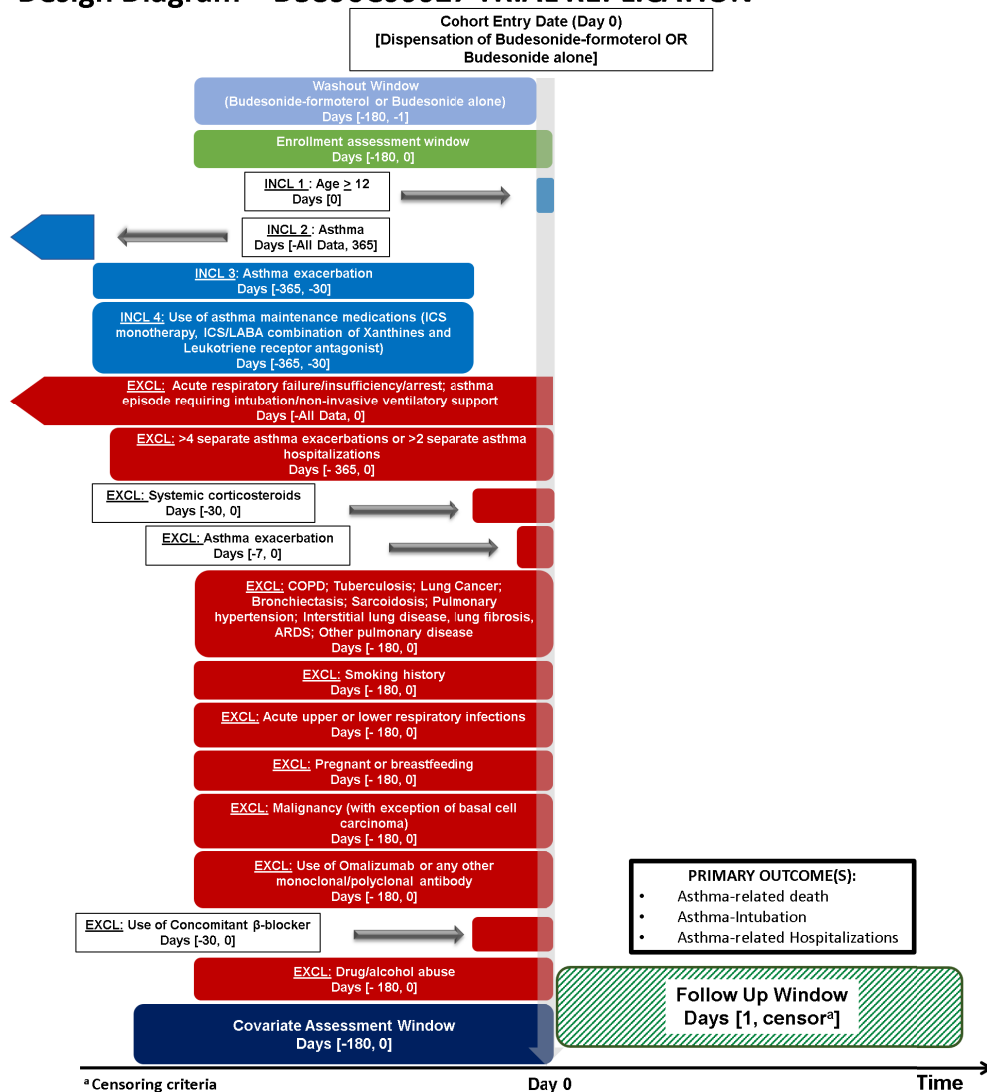 Cohort Entry Date (Day 0)
[Dispensation of Budesonide-formoterol OR
Budesonide alone]
Washout Window
(Budesonide-formoterol or Budesonide alone)
Days [-180, -1]
Enrollment assessment window
Days [-180, 0]
INCL 1 : Age ≥ 12
Days [0]
INCL 2 : Asthma
Days [-All Data, 365]
INCL 3: Asthma exacerbation
Days [-365, -30]
INCL 4: Use of asthma maintenance medications (ICS
monotherapy, ICS/LABA combination of Xanthines and
Leukotriene receptor antagonist)
Days [-365, -30]
EXCL: Acute respiratory failure/insufficiency/arrest; asthma
episode requiring intubation/non-invasive ventilatory support
Days [-All Data, 0]
EXCL: >4 separate asthma exacerbations or >2 separate asthma
hospitalizations
Days [- 365, 0]
EXCL: Systemic corticosteroids
Days [-30, 0]
EXCL: Asthma exacerbation
Days [-7, 0]
EXCL: COPD; Tuberculosis; Lung Cancer;
Bronchiectasis; Sarcoidosis; Pulmonary
hypertension; Interstitial lung disease, lung fibrosis,
ARDS; Other pulmonary disease
Days [- 180, 0]
EXCL: Smoking history
Days [- 180, 0]
EXCL: Acute upper or lower respiratory infections
Days [- 180, 0]
EXCL: Pregnant or breastfeeding
Days [- 180, 0]
EXCL: Malignancy (with exception of basal cell
carcinoma)
Days [- 180, 0]
EXCL: Use of Omalizumab or any other
monoclonal/polyclonal antibody
Days [- 180, 0]
PRIMARY OUTCOME(S):
• Asthma-related death
• Asthma-Intubation
• Asthma-related Hospitalizations
EXCL: Use of Concomitant β-blocker
Days [-30, 0]
EXCL: Drug/alcohol abuse
Days [- 180, 0]
Follow Up Window
Days [1, censorᵃ]
Covariate Assessment Window
Days [-180, 0]
ᵃ Censoring criteria
Day 0
Time